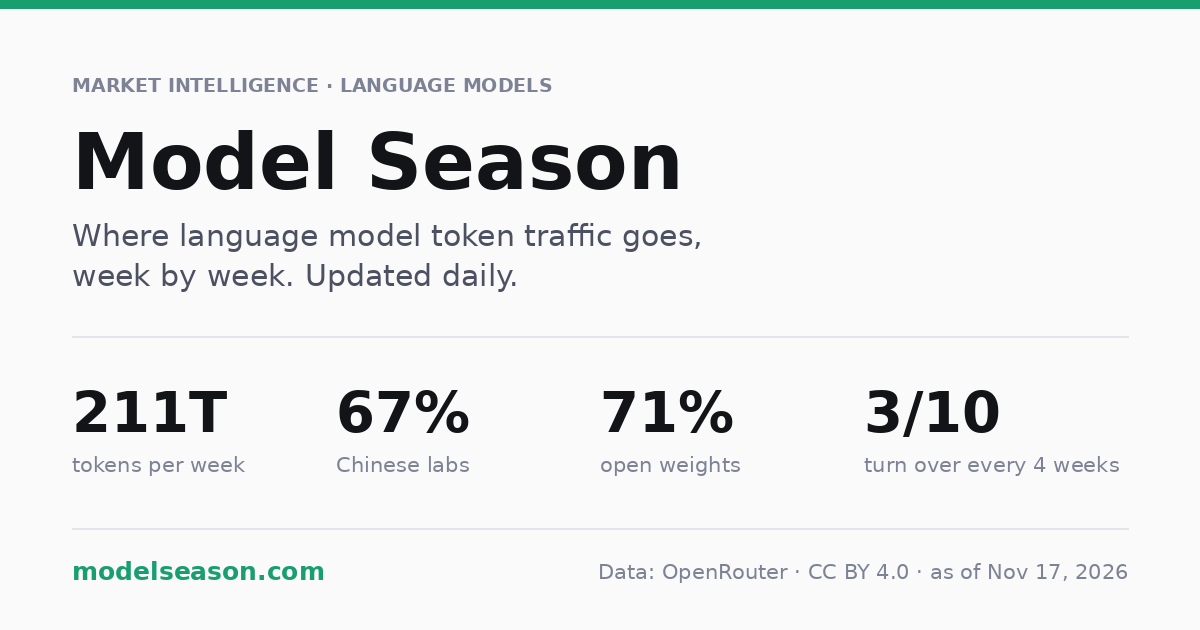 MARKET INTELLIGENCE · LANGUAGE MODELS
Model Season
Where language model token traffic goes,
week by week. Updated daily.
211T
tokens per week
67%
Chinese labs
71%
open weights
3/10
turn over every 4 weeks
modelseason.com
Data: OpenRouter · CC BY 4.0 · as of Nov 17, 2026